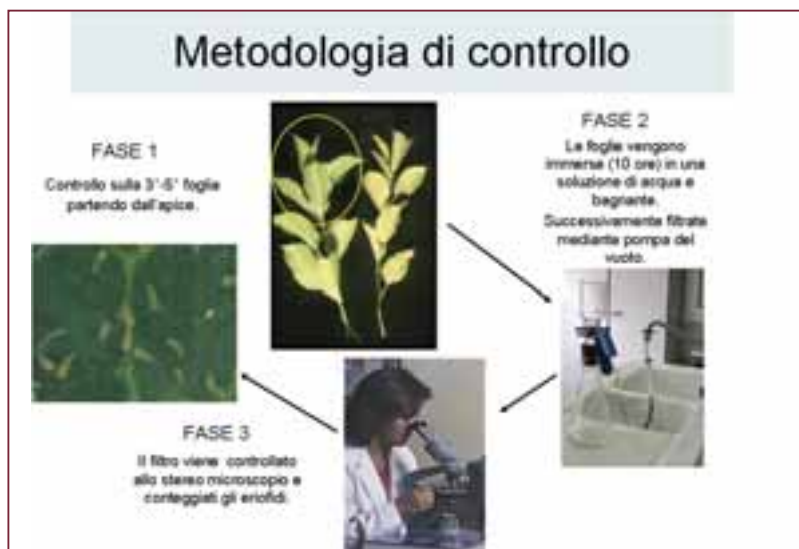 Metodologia di controllo
FASE 1
Controllo sulla 3°-5° foglia
partendo dall'apice.
FASE 2
Le foglie vengono
immerse (10 ore) in una
soluzione di acqua e
bagnante.
Successivamente filtrate
mediante pompa del
vuoto.
FASE 3
Il filtro viene controllato
allo stereo microscopio e
conteggiati gli eriofidi.